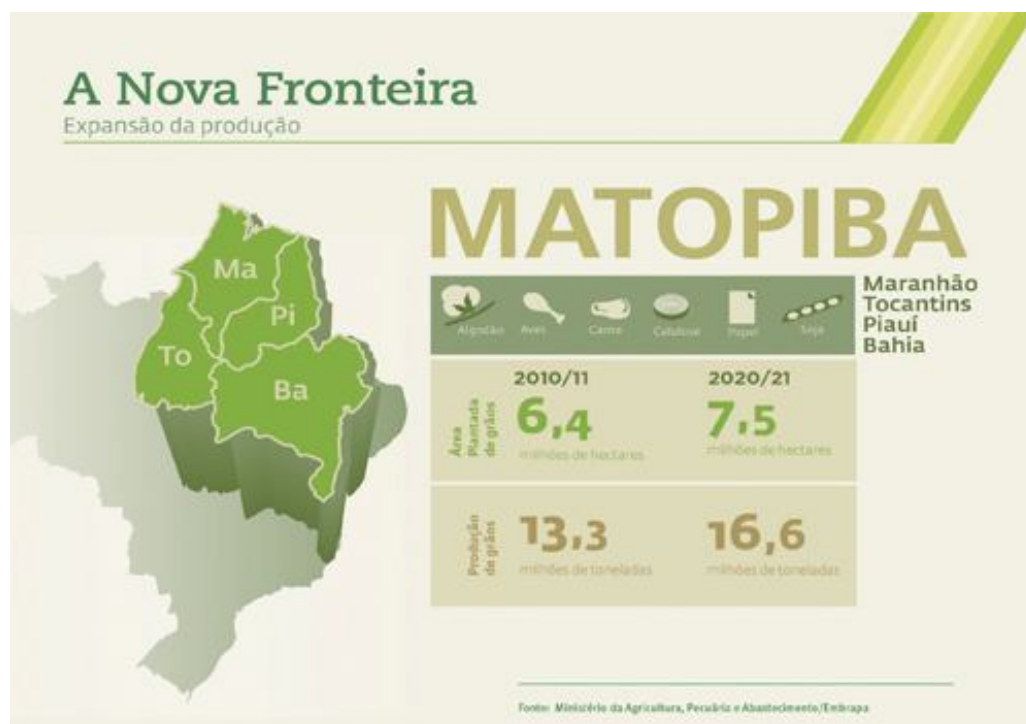 A Nova Fronteira
Expansão da produção
MATOPIBA
Ma
Pi
To
Ba
Algodão Aves Carne Celulose Papel Soja
Maranhão
Tocantins
Piauí
Bahia
2010/11 2020/21
Área
Plantada
de grãos
6,4 7,5
milhões de hectares milhões de hectares
Produção
de grãos
13,3 16,6
milhões de toneladas milhões de toneladas
Fonte: Ministério da Agricultura, Pecuária e Abastecimento/Embrapa